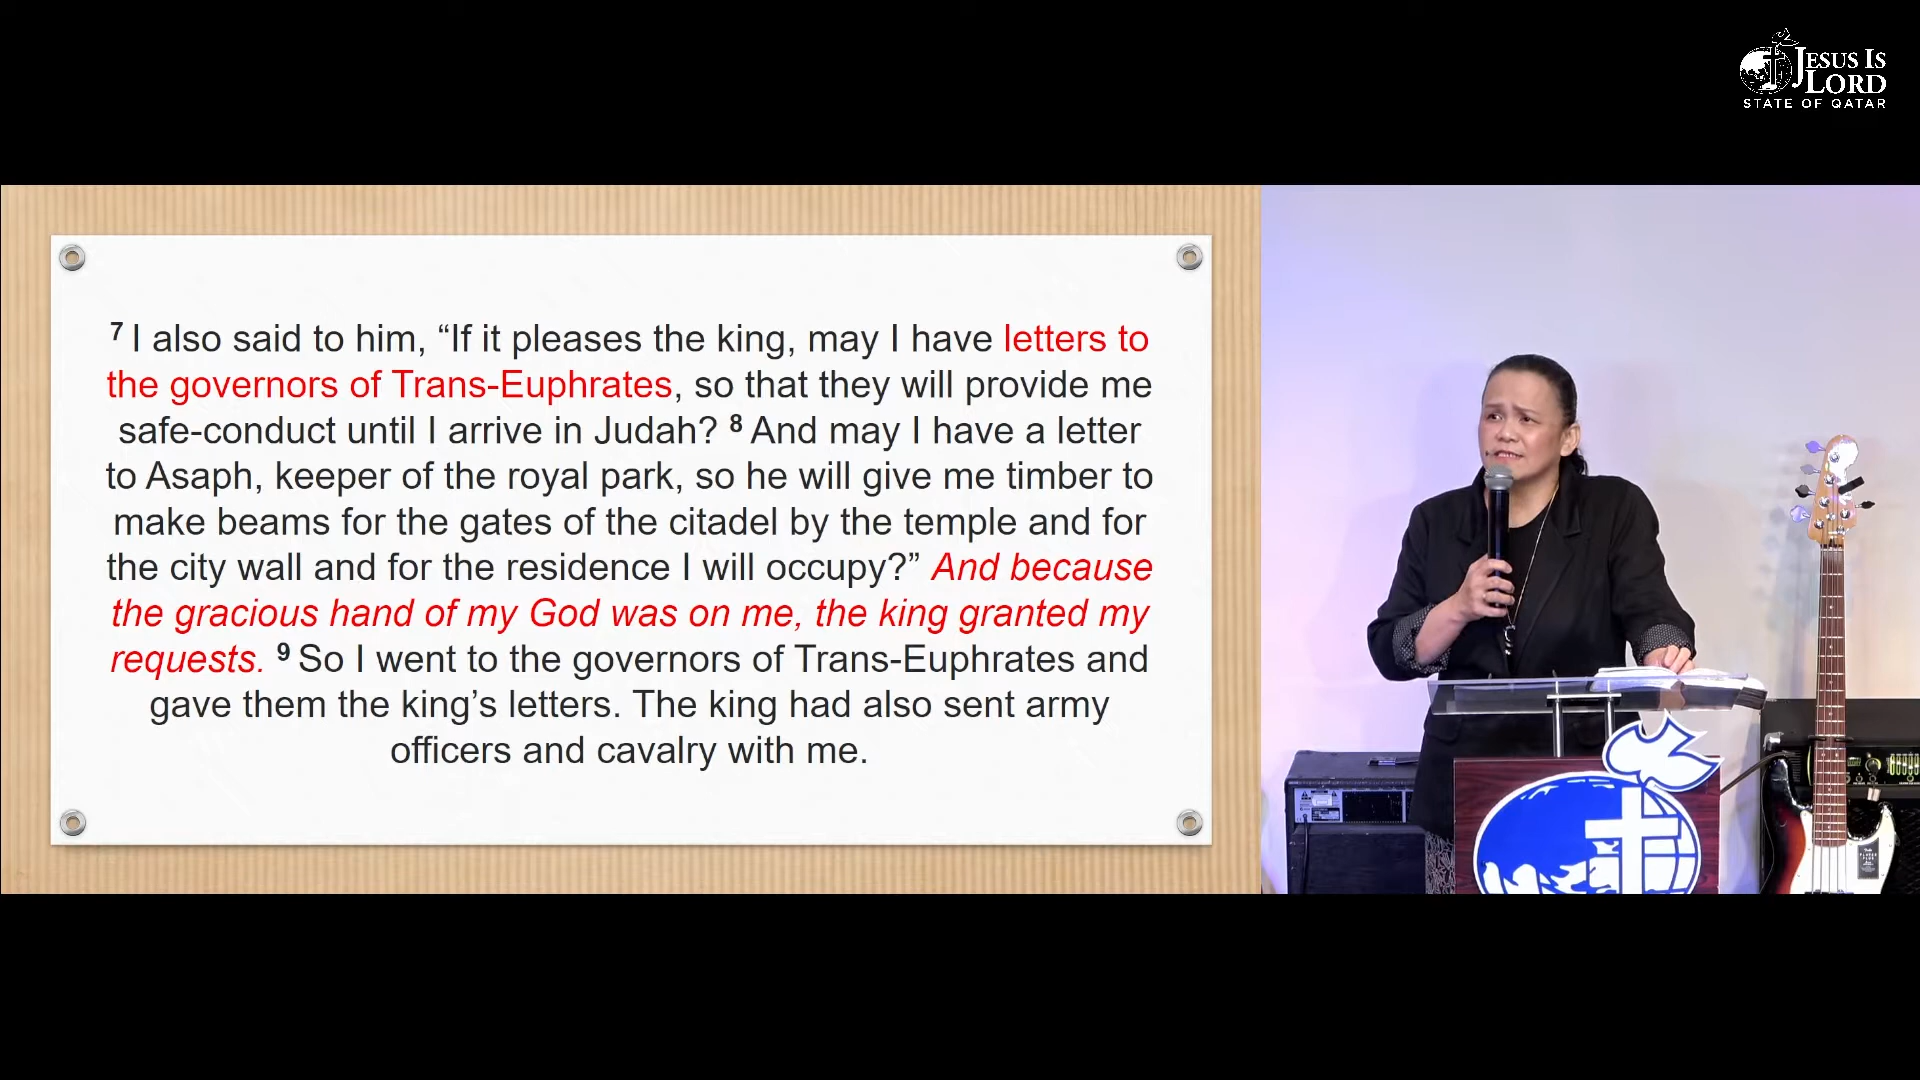 JESUS IS
LORD
STATE OF QATAR
7 I also said to him, “If it pleases the king, may I have letters to
the governors of Trans-Euphrates, so that they will provide me
safe-conduct until I arrive in Judah? 8 And may I have a letter
to Asaph, keeper of the royal park, so he will give me timber to
make beams for the gates of the citadel by the temple and for
the city wall and for the residence I will occupy?” And because
the gracious hand of my God was on me, the king granted my
requests. 9 So I went to the governors of Trans-Euphrates and
gave them the king’s letters. The king had also sent army
officers and cavalry with me.